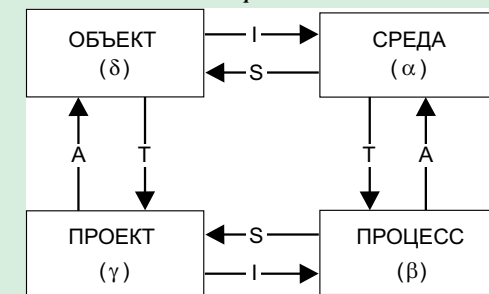 ОБЪЕКТ
(δ)
I
S
СРЕДА
(α)
A
T
T
A
ПРОЕКТ
(γ)
S
I
ПРОЦЕСС
(β)